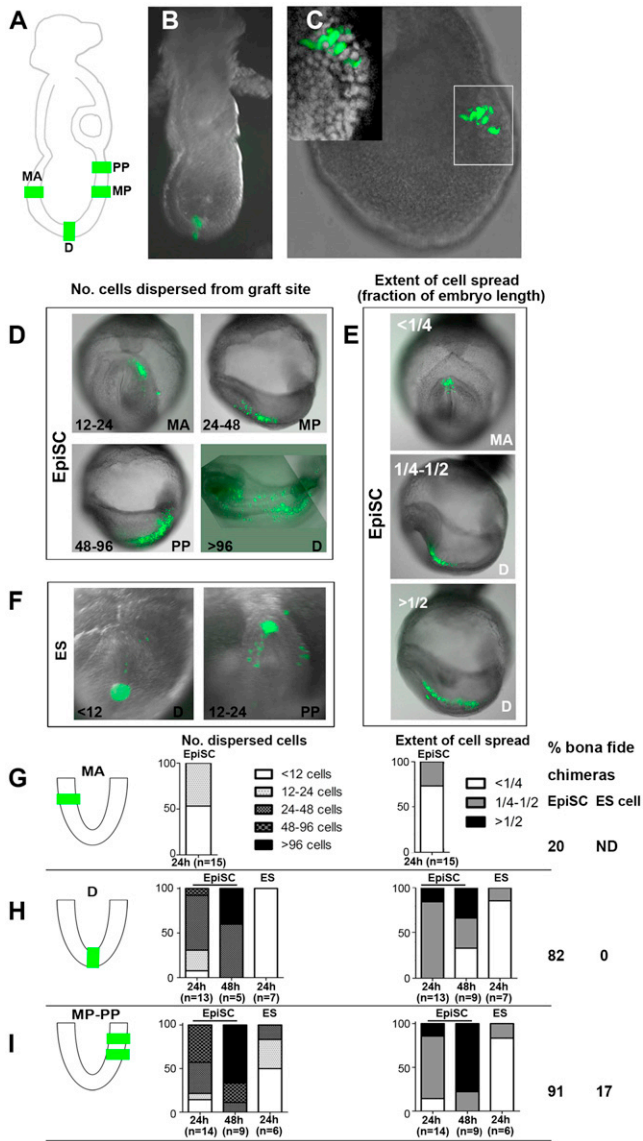 A
B
C
MA
PP
MP
D
No. cells dispersed from graft site
Extent of cell spread
(fraction of embryo length)
D
EpiSC
12-24
MA
24-48
MP
48-96
PP
>96
D
E
EpiSC
<1/4
MA
1/4-1/2
D
>1/2
D
F
ES
<12
D
12-24
PP
No. dispersed cells
Extent of cell spread
% bona fide
chimeras
EpiSC ES cell
G
MA
EpiSC
100
50
0
24h (n=15)
<12 cells
12-24 cells
24-48 cells
48-96 cells
>96 cells
EpiSC
100
50
0
24h (n=15)
<1/4
1/4-1/2
>1/2
20 ND
H
D
EpiSC ES
100
50
0
24h 48h 24h
(n=13) (n=5) (n=7)
EpiSC ES
100
50
0
24h 48h 24h
(n=13) (n=9) (n=7)
82 0
I
MP-PP
EpiSC ES
100
50
0
24h 48h 24h
(n=14) (n=9) (n=6)
EpiSC ES
100
50
0
24h 48h 24h
(n=14) (n=9) (n=6)
91 17